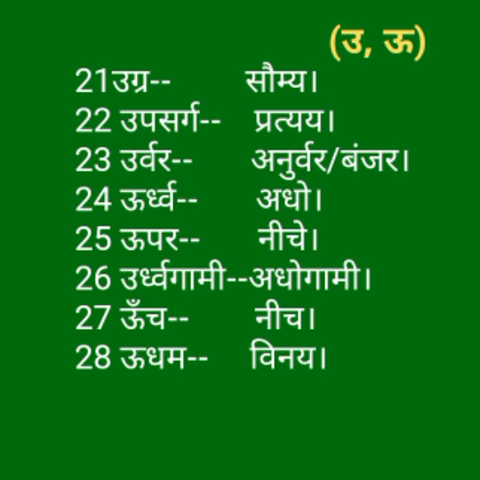 (उ, ऊ)
21उग्र-- सौम्य।
22 उपसर्ग-- प्रत्यय।
23 उर्वर-- अनुर्वर/बंजर।
24 ऊर्ध्व-- अधो।
25 ऊपर-- नीचे।
26 उर्ध्वगामी--अधोगामी।
27 ऊँच-- नीच।
28 ऊधम-- विनय।